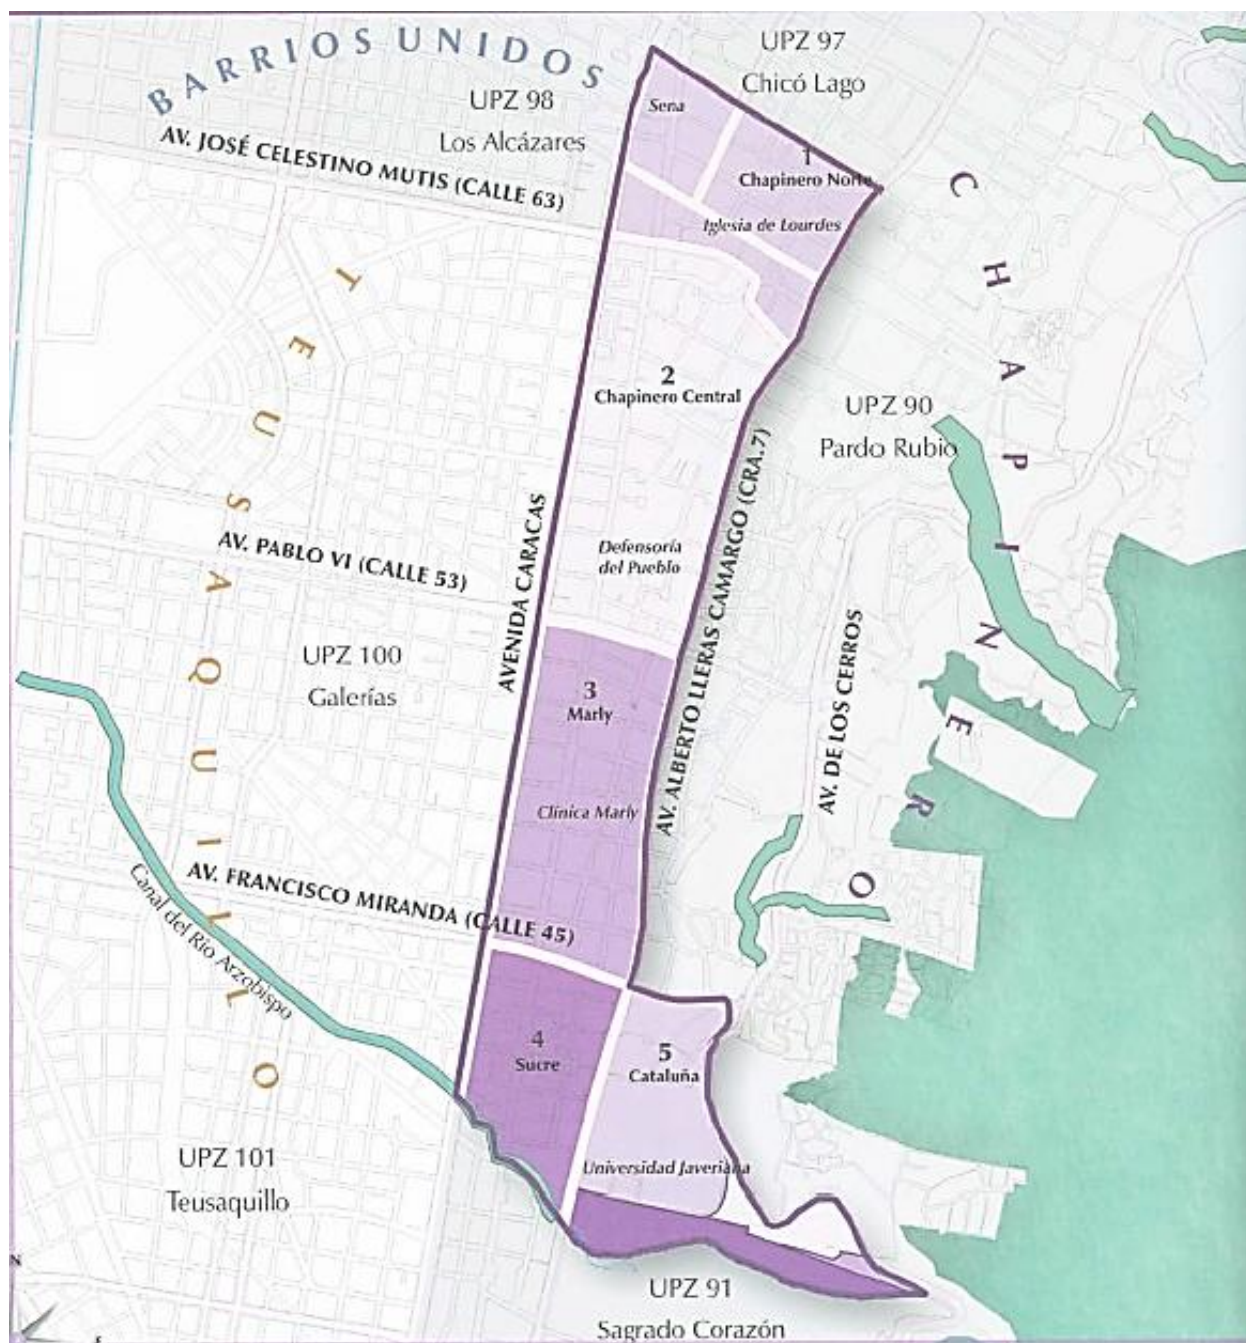 BARRIOS UNIDOS
UPZ 97
Chicó Lago
UPZ 98
Los Alcázares
Sena
AV. JOSÉ CELESTINO MUTIS (CALLE 63)
1
Chapinero Norte
Iglesia de Lourdes
CHAPINERO
TEUSAQUILLO
2
Chapinero Central
UPZ 90
Pardo Rubio
AV. PABLO VI (CALLE 53)
Defensoría
del Pueblo
AVENIDA CARACAS
AV. ALBERTO LLERAS CAMARGO (CRA.7)
AV. DE LOS CERROS
UPZ 100
Galerías
3
Marly
Clínica Marly
AV. FRANCISCO MIRANDA (CALLE 45)
Canal del Río Arzobispo
4
Sucre
5
Cataluña
Universidad Javeriana
UPZ 101
Teusaquillo
UPZ 91
Sagrado Corazón
N